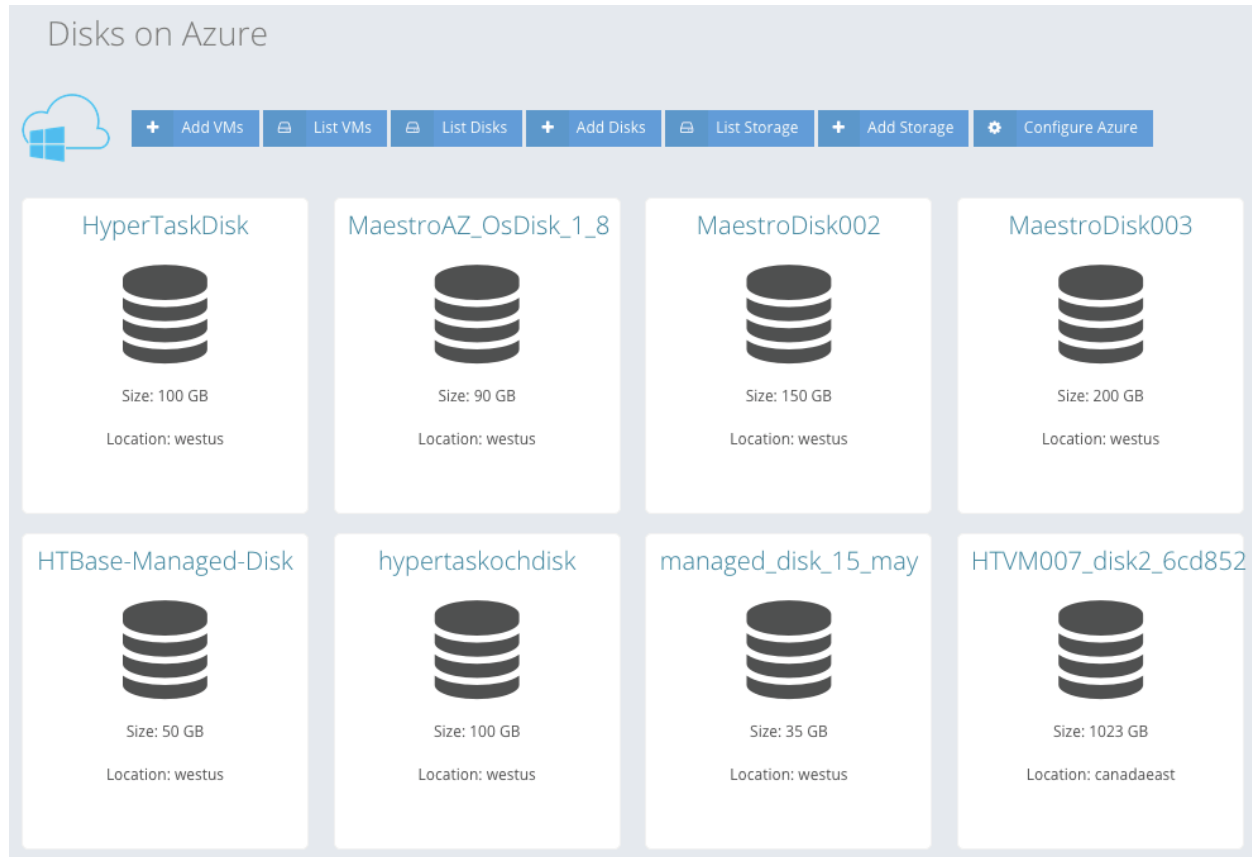 Disks on Azure
Add VMs List VMs List Disks Add Disks List Storage Add Storage Configure Azure
HyperTaskDisk MaestroAZ_OsDisk_1_8 MaestroDisk002 MaestroDisk003
Size: 100 GB Size: 90 GB Size: 150 GB Size: 200 GB
Location: westus Location: westus Location: westus Location: westus
HTBase-Managed-Disk hypertaskochdisk managed_disk_15_may HTVM007_disk2_6cd852
Size: 50 GB Size: 100 GB Size: 35 GB Size: 1023 GB
Location: westus Location: westus Location: westus Location: canadaeast